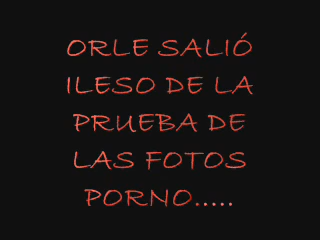 ORLE SALIÓ
ILESO DE LA
PRUEBA DE
LAS FOTOS
PORNO.....